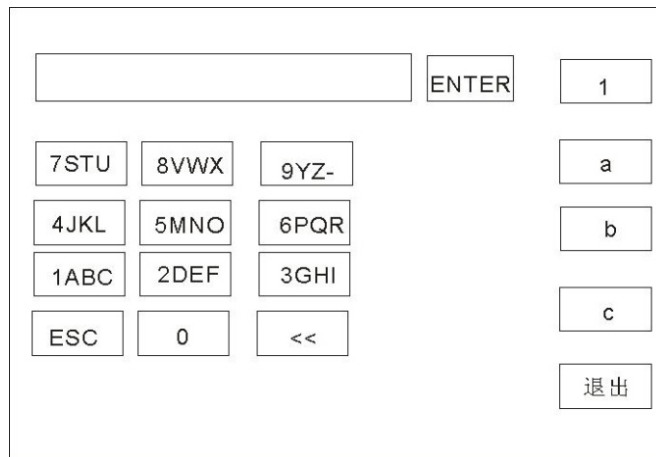 ENTER
1
7STU 8VWX 9YZ-
a
4JKL 5MNO 6PQR
b
1ABC 2DEF 3GHI
ESC 0 <<
c
退出